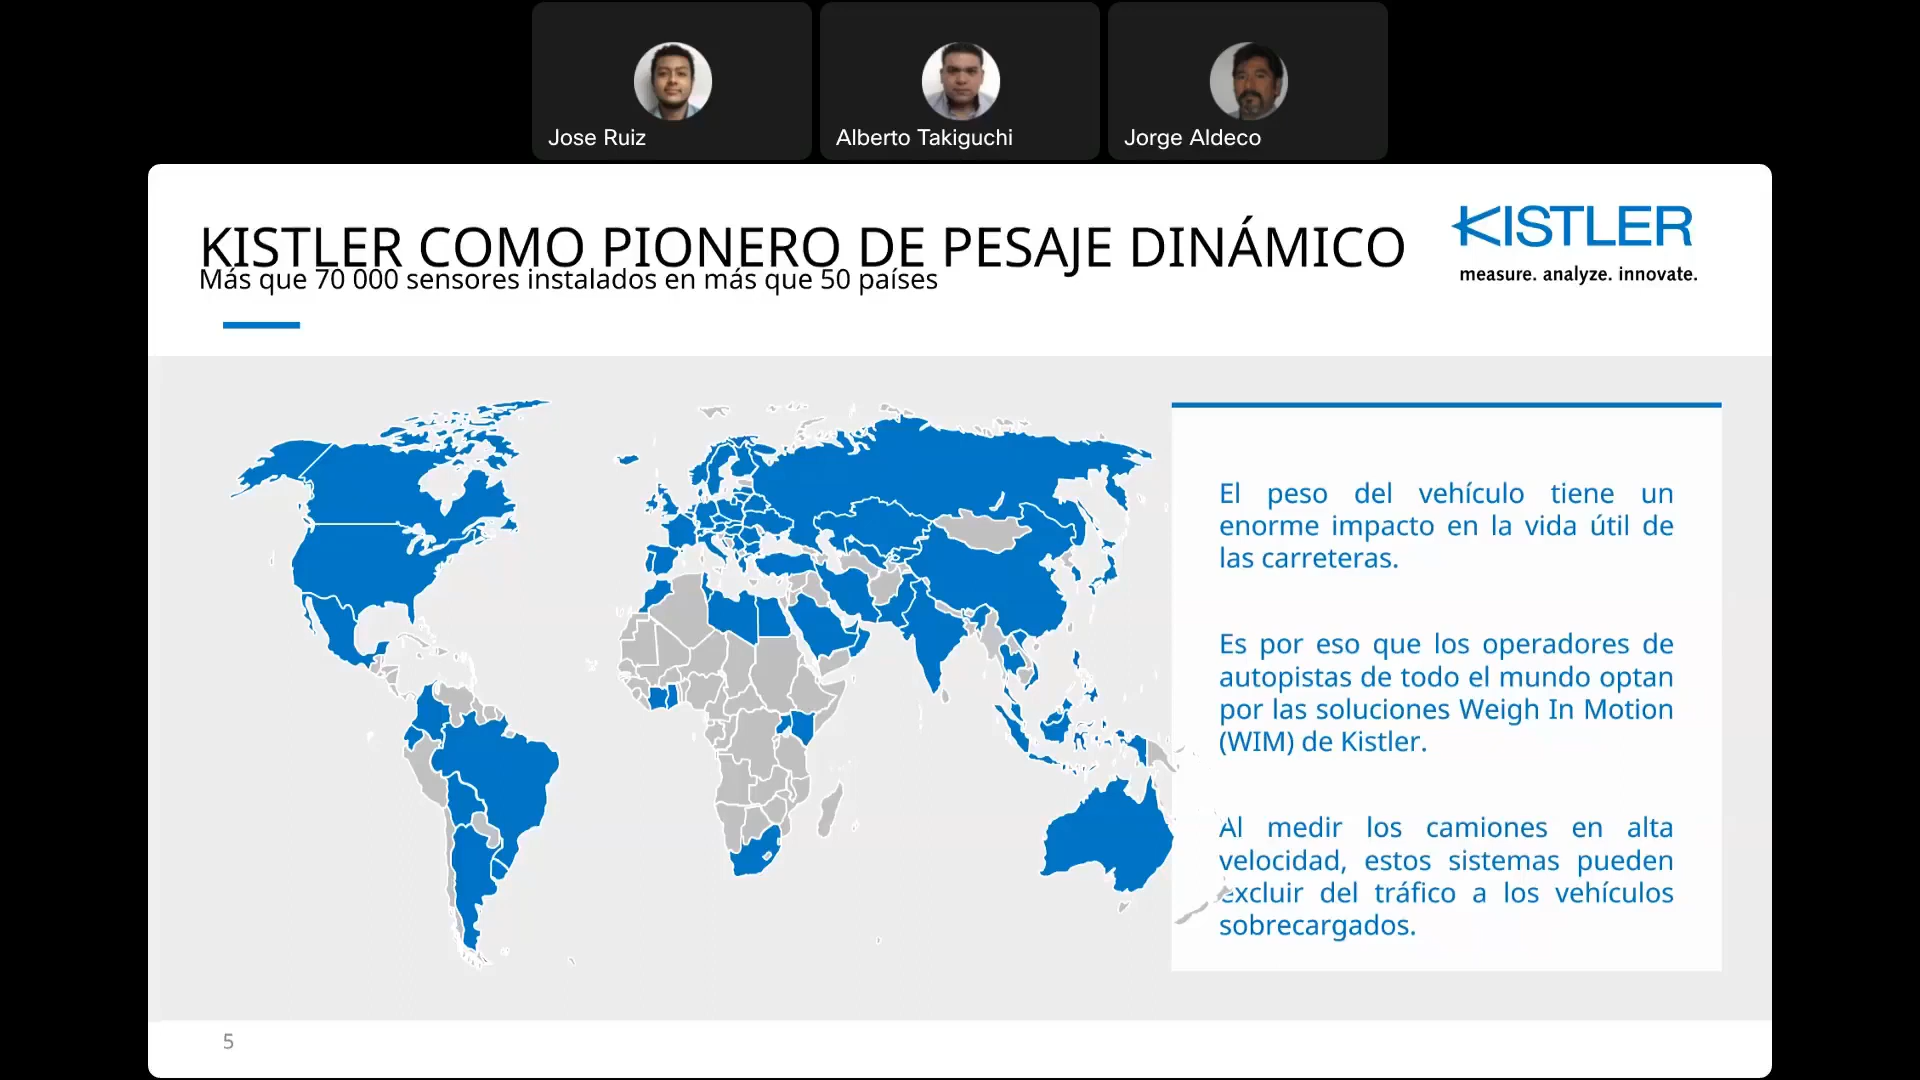 Jose Ruiz
Alberto Takiguchi
Jorge Aldeco
KISTLER COMO PIONERO DE PESAJE DINÁMICO
Más que 70 000 sensores instalados en más que 50 países
KISTLER
measure. analyze. innovate.
El peso del vehículo tiene un
enorme impacto en la vida útil de
las carreteras.
Es por eso que los operadores de
autopistas de todo el mundo optan
por las soluciones Weigh In Motion
(WIM) de Kistler.
Al medir los camiones en alta
velocidad, estos sistemas pueden
excluir del tráfico a los vehículos
sobrecargados.
5